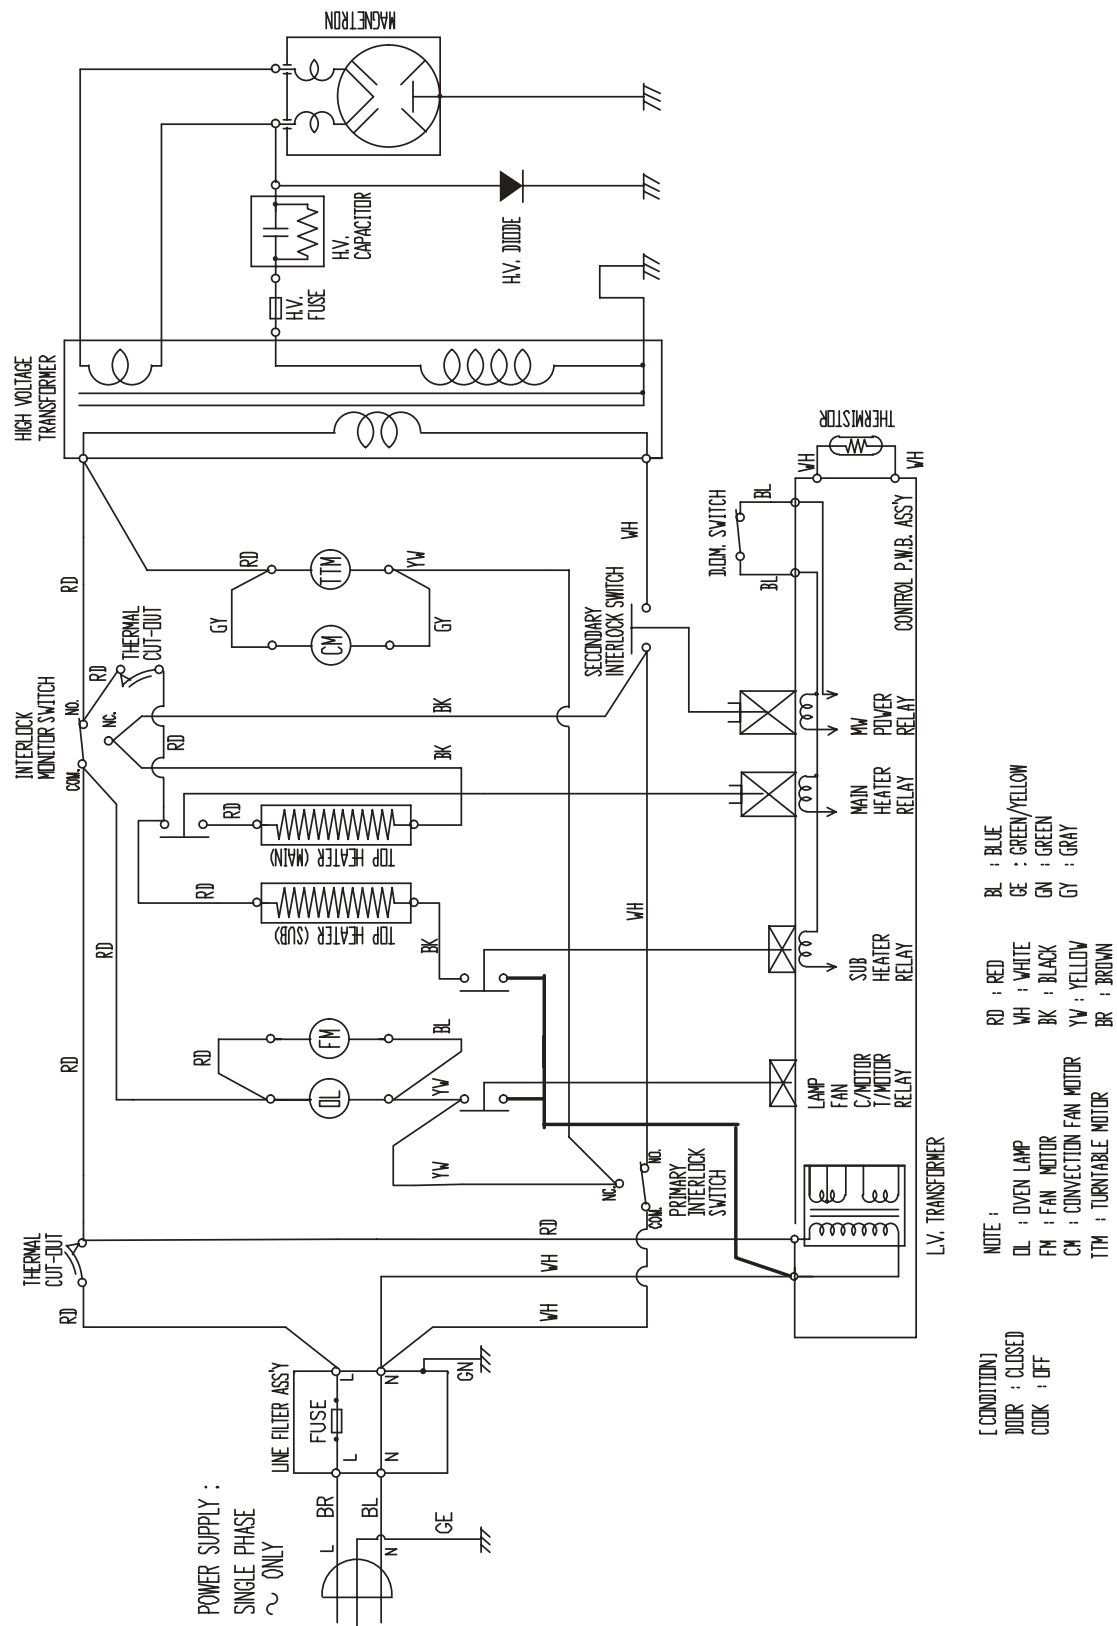 POWER SUPPLY :
SINGLE PHASE
～ ONLY
BR
BL
L
N
GE
LINE FILTER ASS'Y
FUSE
L
N
L
N
GN
THERMAL
CUT-OUT
RD
WH
WH
RD
RD
RD
RD
INTERLOCK
MONITOR SWITCH
COM.
NO.
NC.
RD
THERMAL
CUT-OUT
RD
RD
BK
BK
TOP HEATER (MAIN)
RD
TOP HEATER (SUB)
BK
RD
FM
BL
OL
YW
YW
NC.
NO.
COM.
PRIMARY
INTERLOCK
SWITCH
WH
RD
TTM
YW
GY
CM
GY
SECONDARY
INTERLOCK SWITCH
WH
HIGH VOLTAGE
TRANSFORMER
H.V.
FUSE
H.V.
CAPACITOR
H.V. DIODE
MAGNETRON
D.O.M. SWITCH
BL
BL
THERMISTOR
WH
WH
CONTROL P.W.B. ASS'Y
MW
POWER
RELAY
MAIN
HEATER
RELAY
SUB
HEATER
RELAY
LAMP
FAN
C/MOTOR
T/MOTOR
RELAY
L.V. TRANSFORMER
[CONDITION]
DOOR : CLOSED
COOK : OFF
NOTE :
OL : OVEN LAMP
FM : FAN MOTOR
CM : CONVECTION FAN MOTOR
TTM : TURNTABLE MOTOR
RD : RED
WH : WHITE
BK : BLACK
YW : YELLOW
BR : BROWN
BL : BLUE
GE : GREEN/YELLOW
GN : GREEN
GY : GRAY